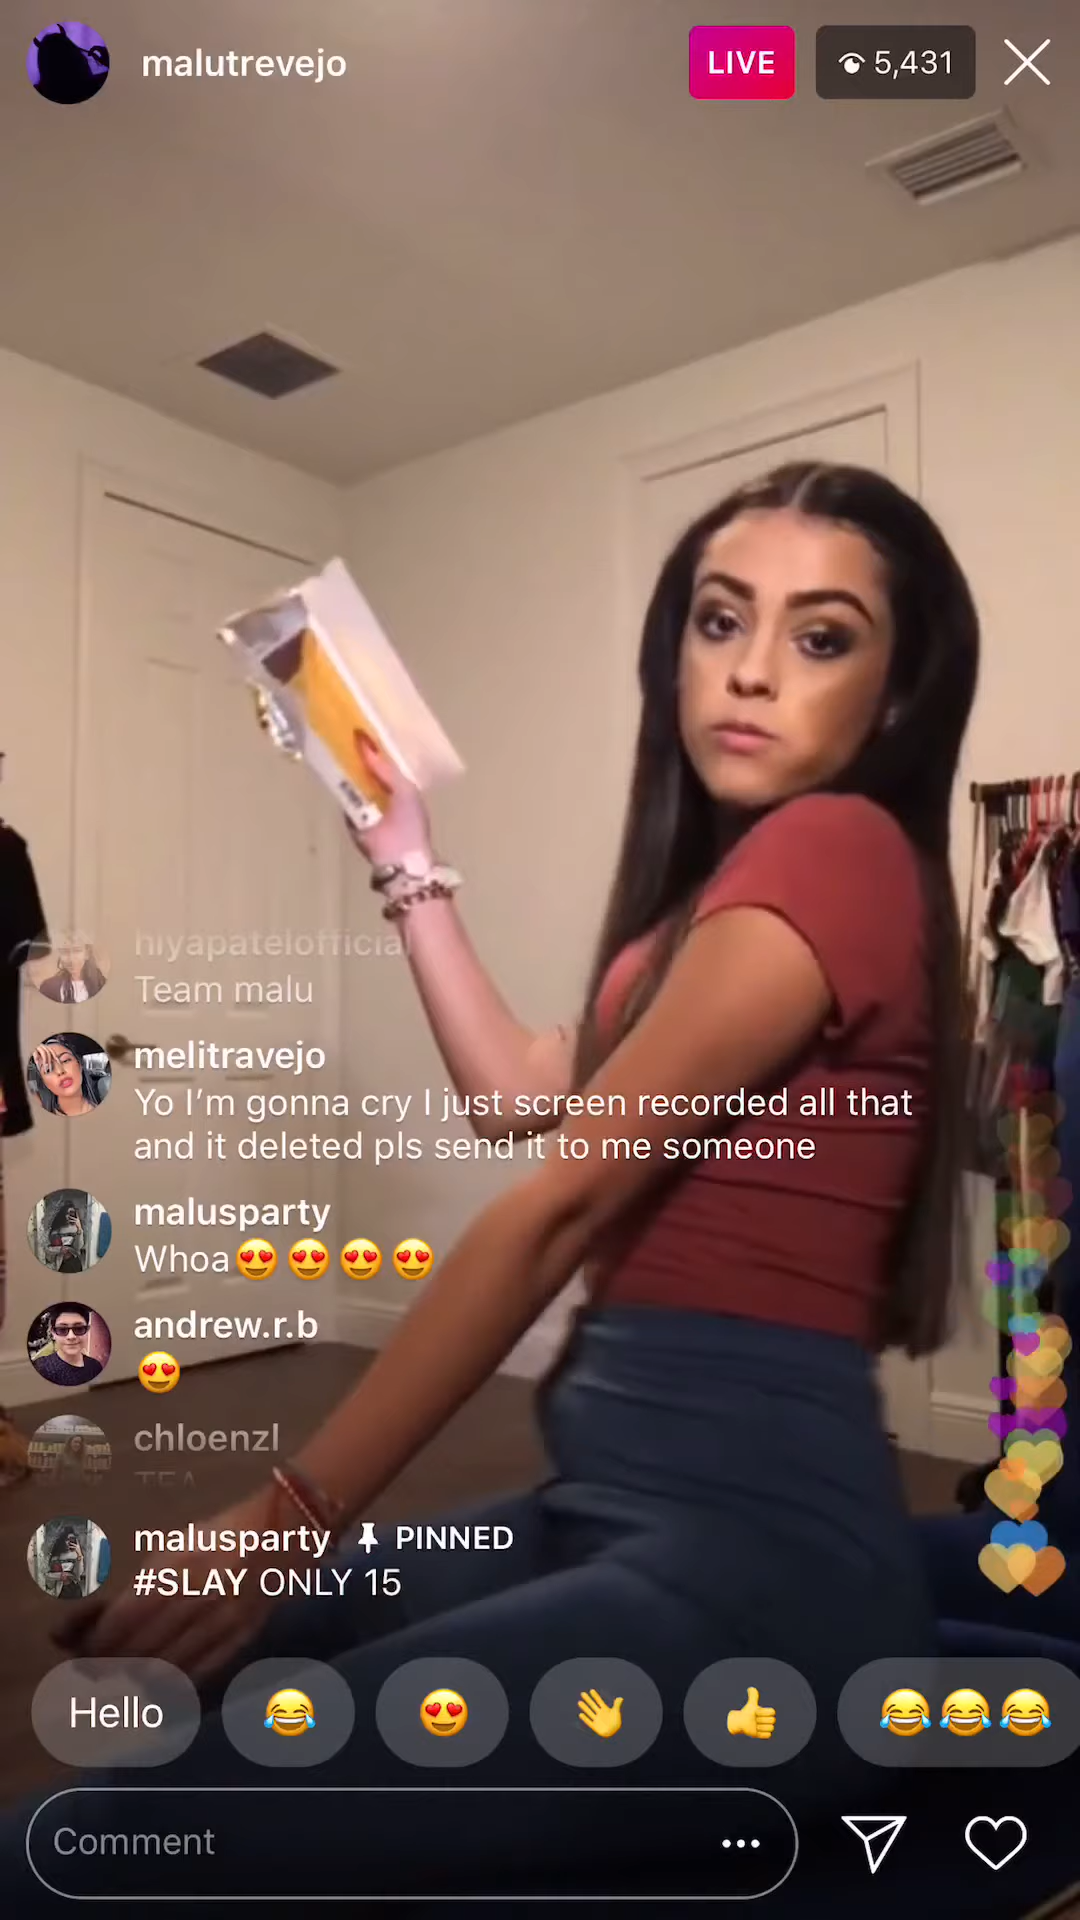 malutrevejo
LIVE
5,431
hiyapatelofficial
Team malu
melitravejo
Yo I'm gonna cry I just screen recorded all that
and it deleted pls send it to me someone
malusparty
Whoa😍😍😍😍
andrew.r.b
😍
chloenzl
TEA
malusparty PINNED
#SLAY ONLY 15
Hello 😂 😍 👋 👍 😂😂😂
Comment